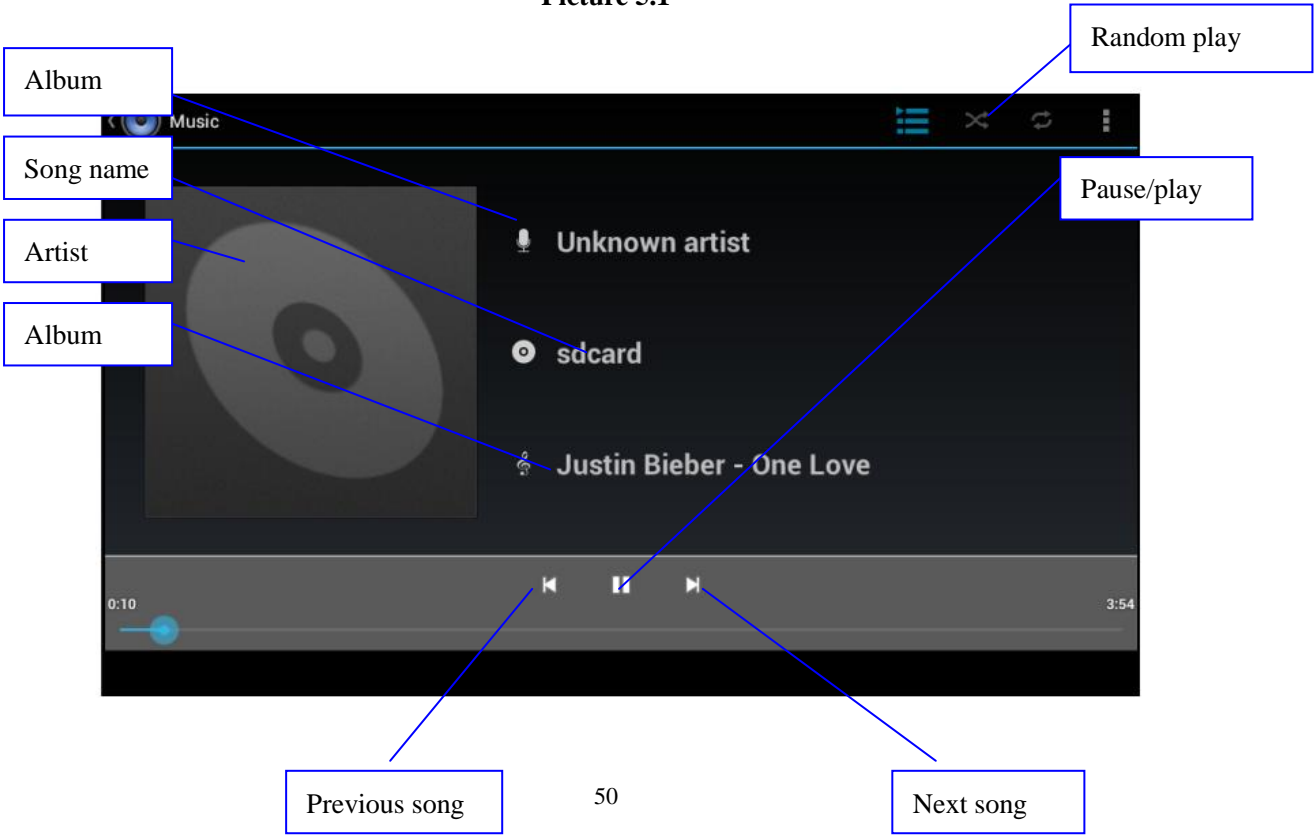 Picture 5.1
Random play
Album
Music
Song name
Pause/play
Artist
Unknown artist
Album
sdcard
Justin Bieber - One Love
0:10
3:54
Previous song
50
Next song